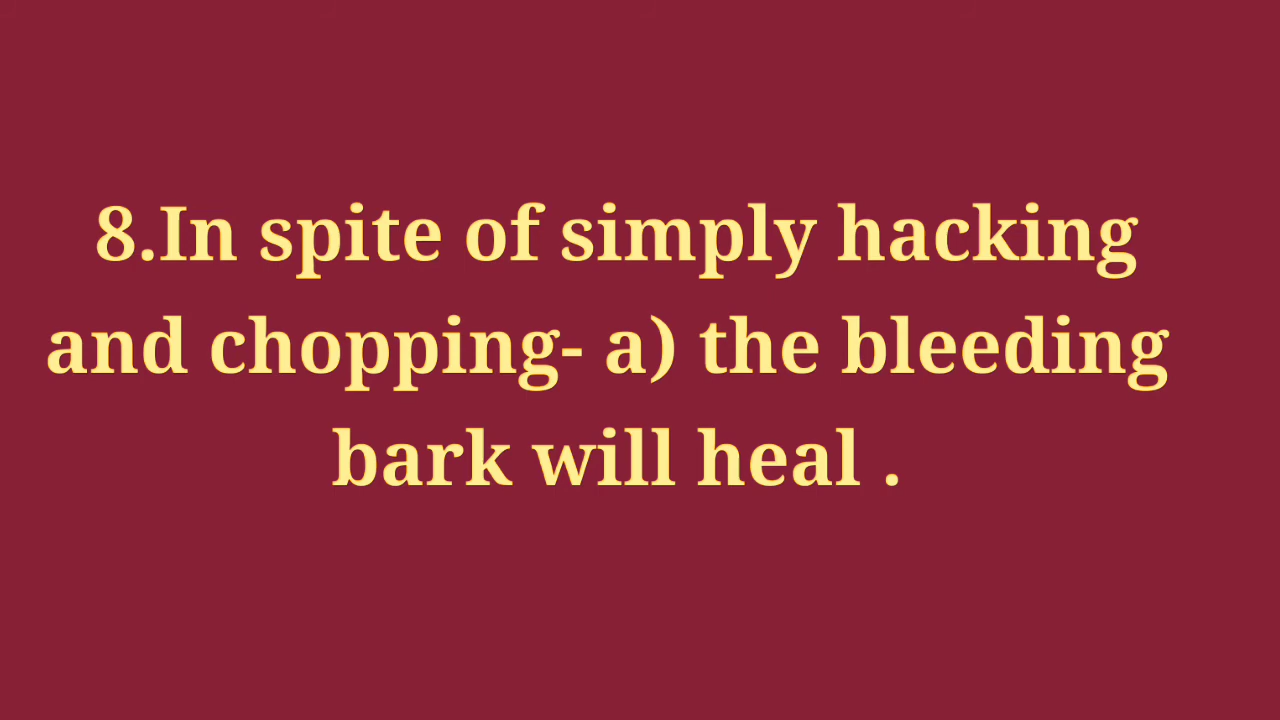 8.In spite of simply hacking
and chopping- a) the bleeding
bark will heal .